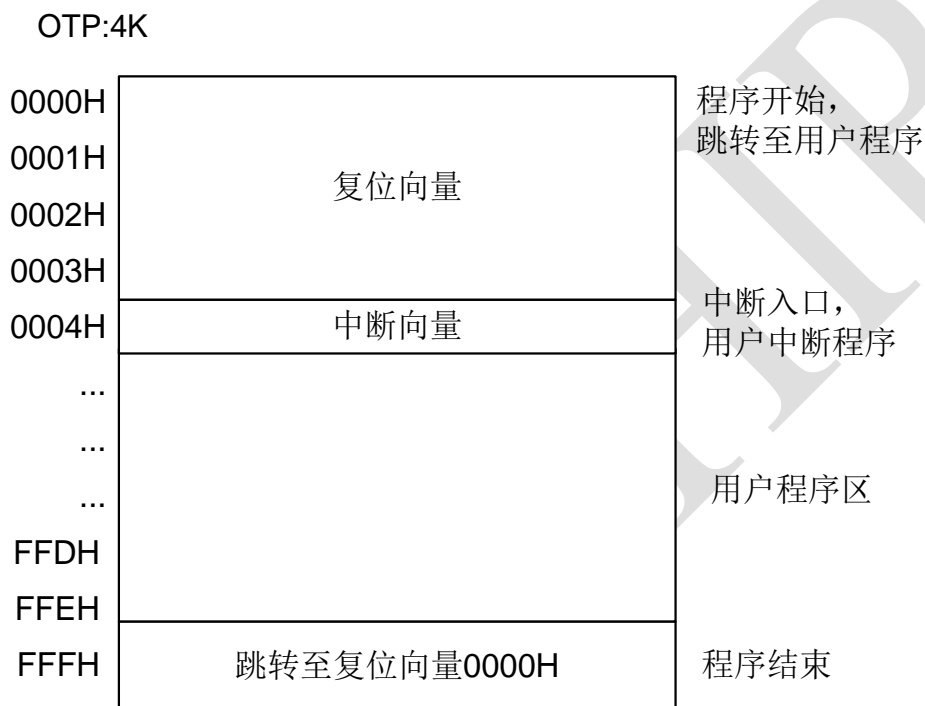 OTP:4K
0000H
程序开始，
跳转至用户程序
0001H
复位向量
0002H
0003H
中断入口，
用户中断程序
0004H
中断向量
...
...
...
用户程序区
FFDH
FFEH
FFFH
跳转至复位向量0000H
程序结束